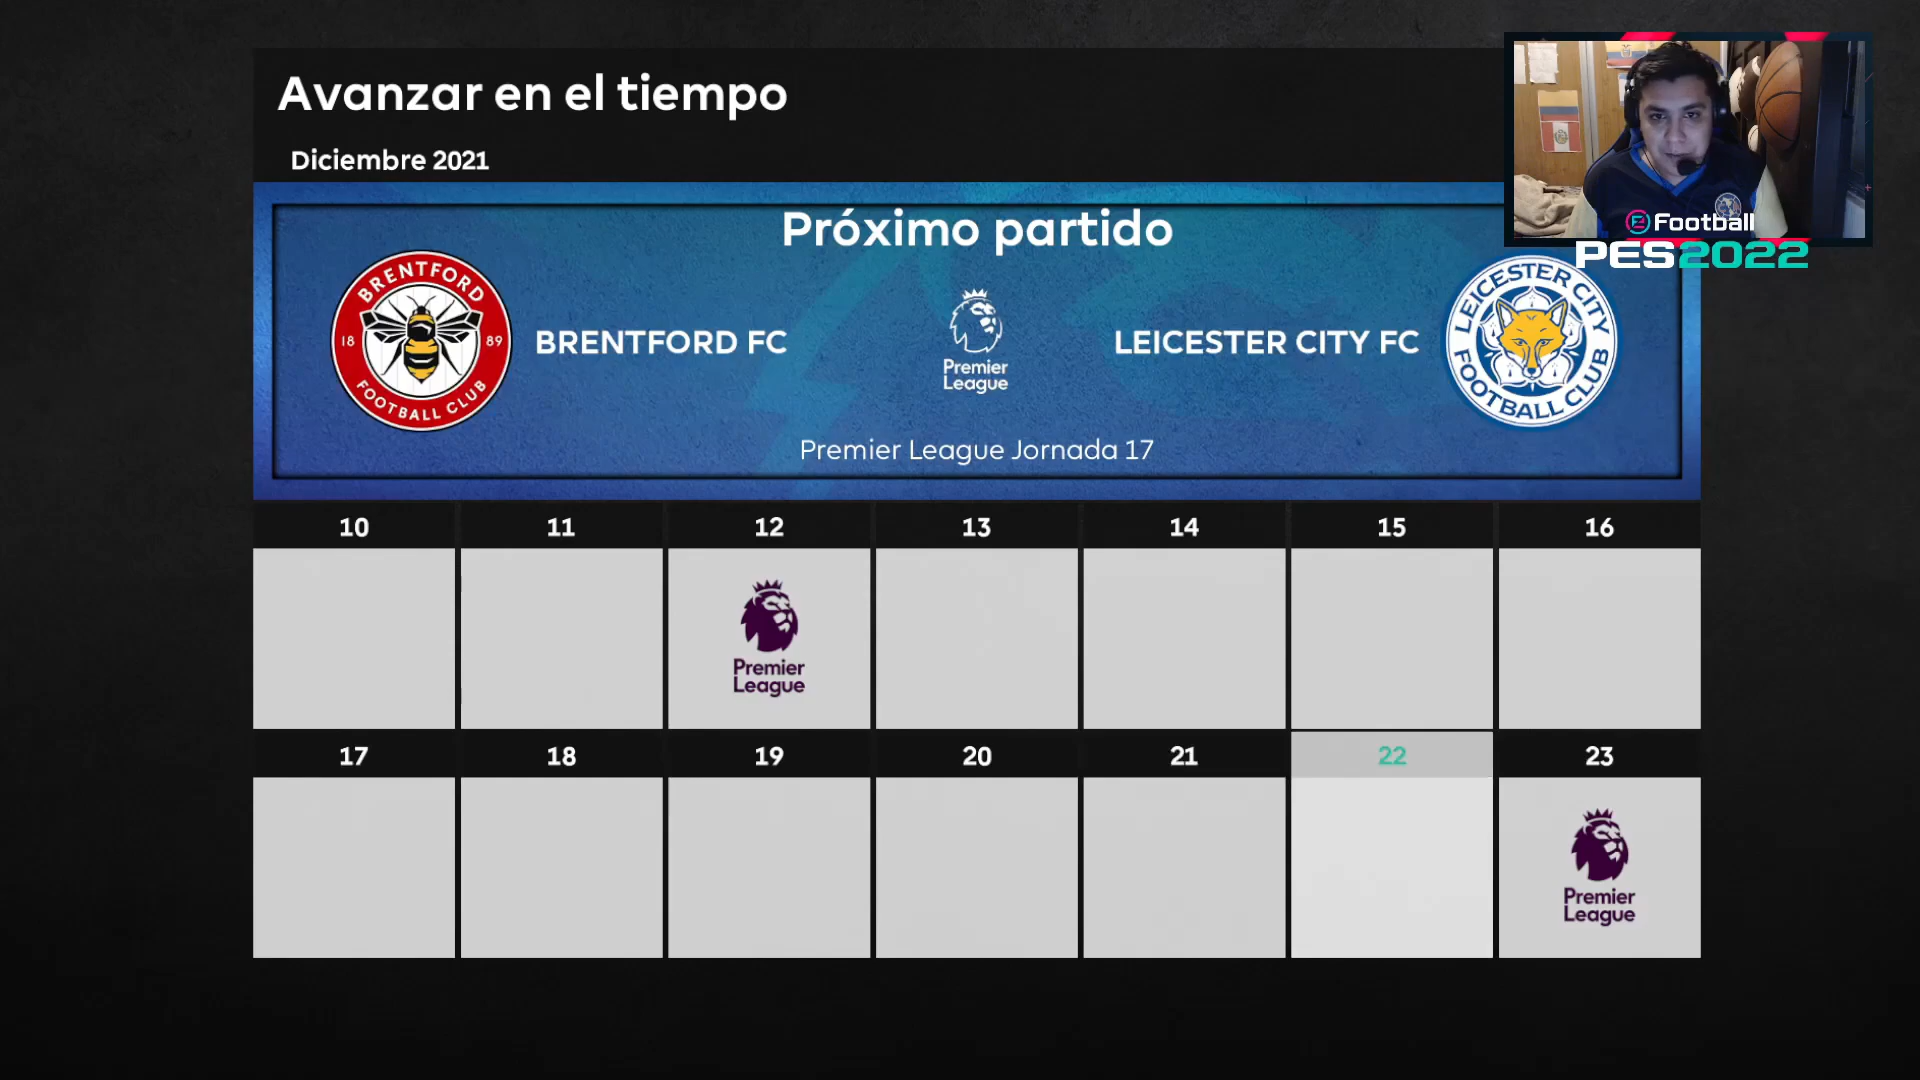 Avanzar en el tiempo
Diciembre 2021
Próximo partido
Football
PES2022
BRENTFORD
18 89
FOOTBALL CLUB
BRENTFORD FC
Premier
League
LEICESTER CITY FC
LEICESTER CITY
FOOTBALL CLUB
Premier League Jornada 17
10 11 12 13 14 15 16
Premier
League
17 18 19 20 21 22 23
Premier
League